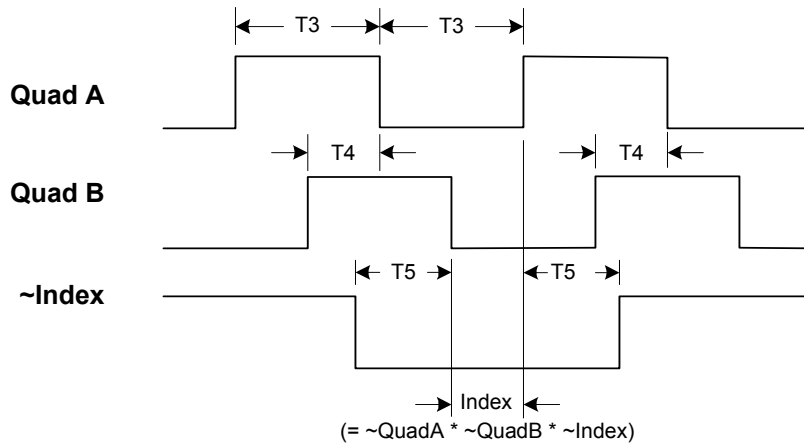 T3 T3
Quad A
T4 T4
Quad B
T5 T5
~Index
Index
(= ~QuadA * ~QuadB * ~Index)